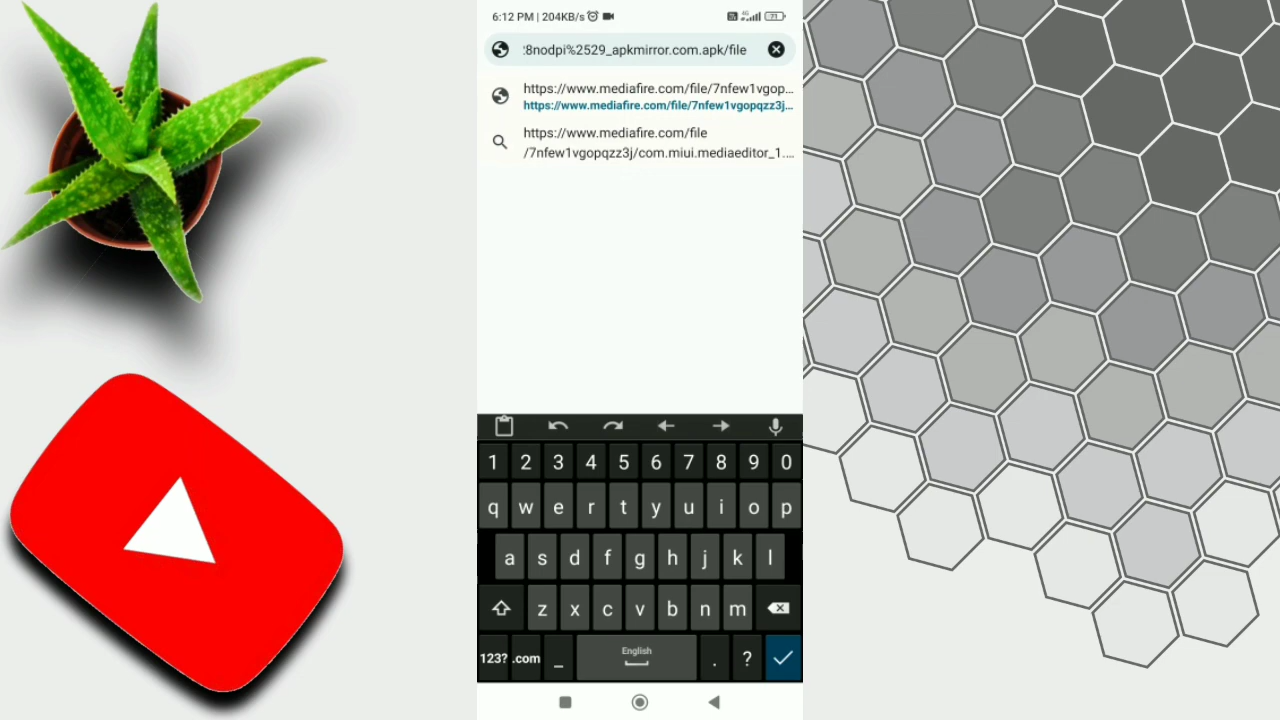 6:12 PM | 204KB/s
4G
71
:8nodpi%2529_apkmirror.com.apk/file
https://www.mediafire.com/file/7nfew1vgop...
https://www.mediafire.com/file/7nfew1vgopqzz3j...
https://www.mediafire.com/file
/7nfew1vgopqzz3j/com.miui.mediaeditor_1....
1 2 3 4 5 6 7 8 9 0
q w e r t y u i o p
a s d f g h j k l
z x c v b n m
123? .com _ English . ?